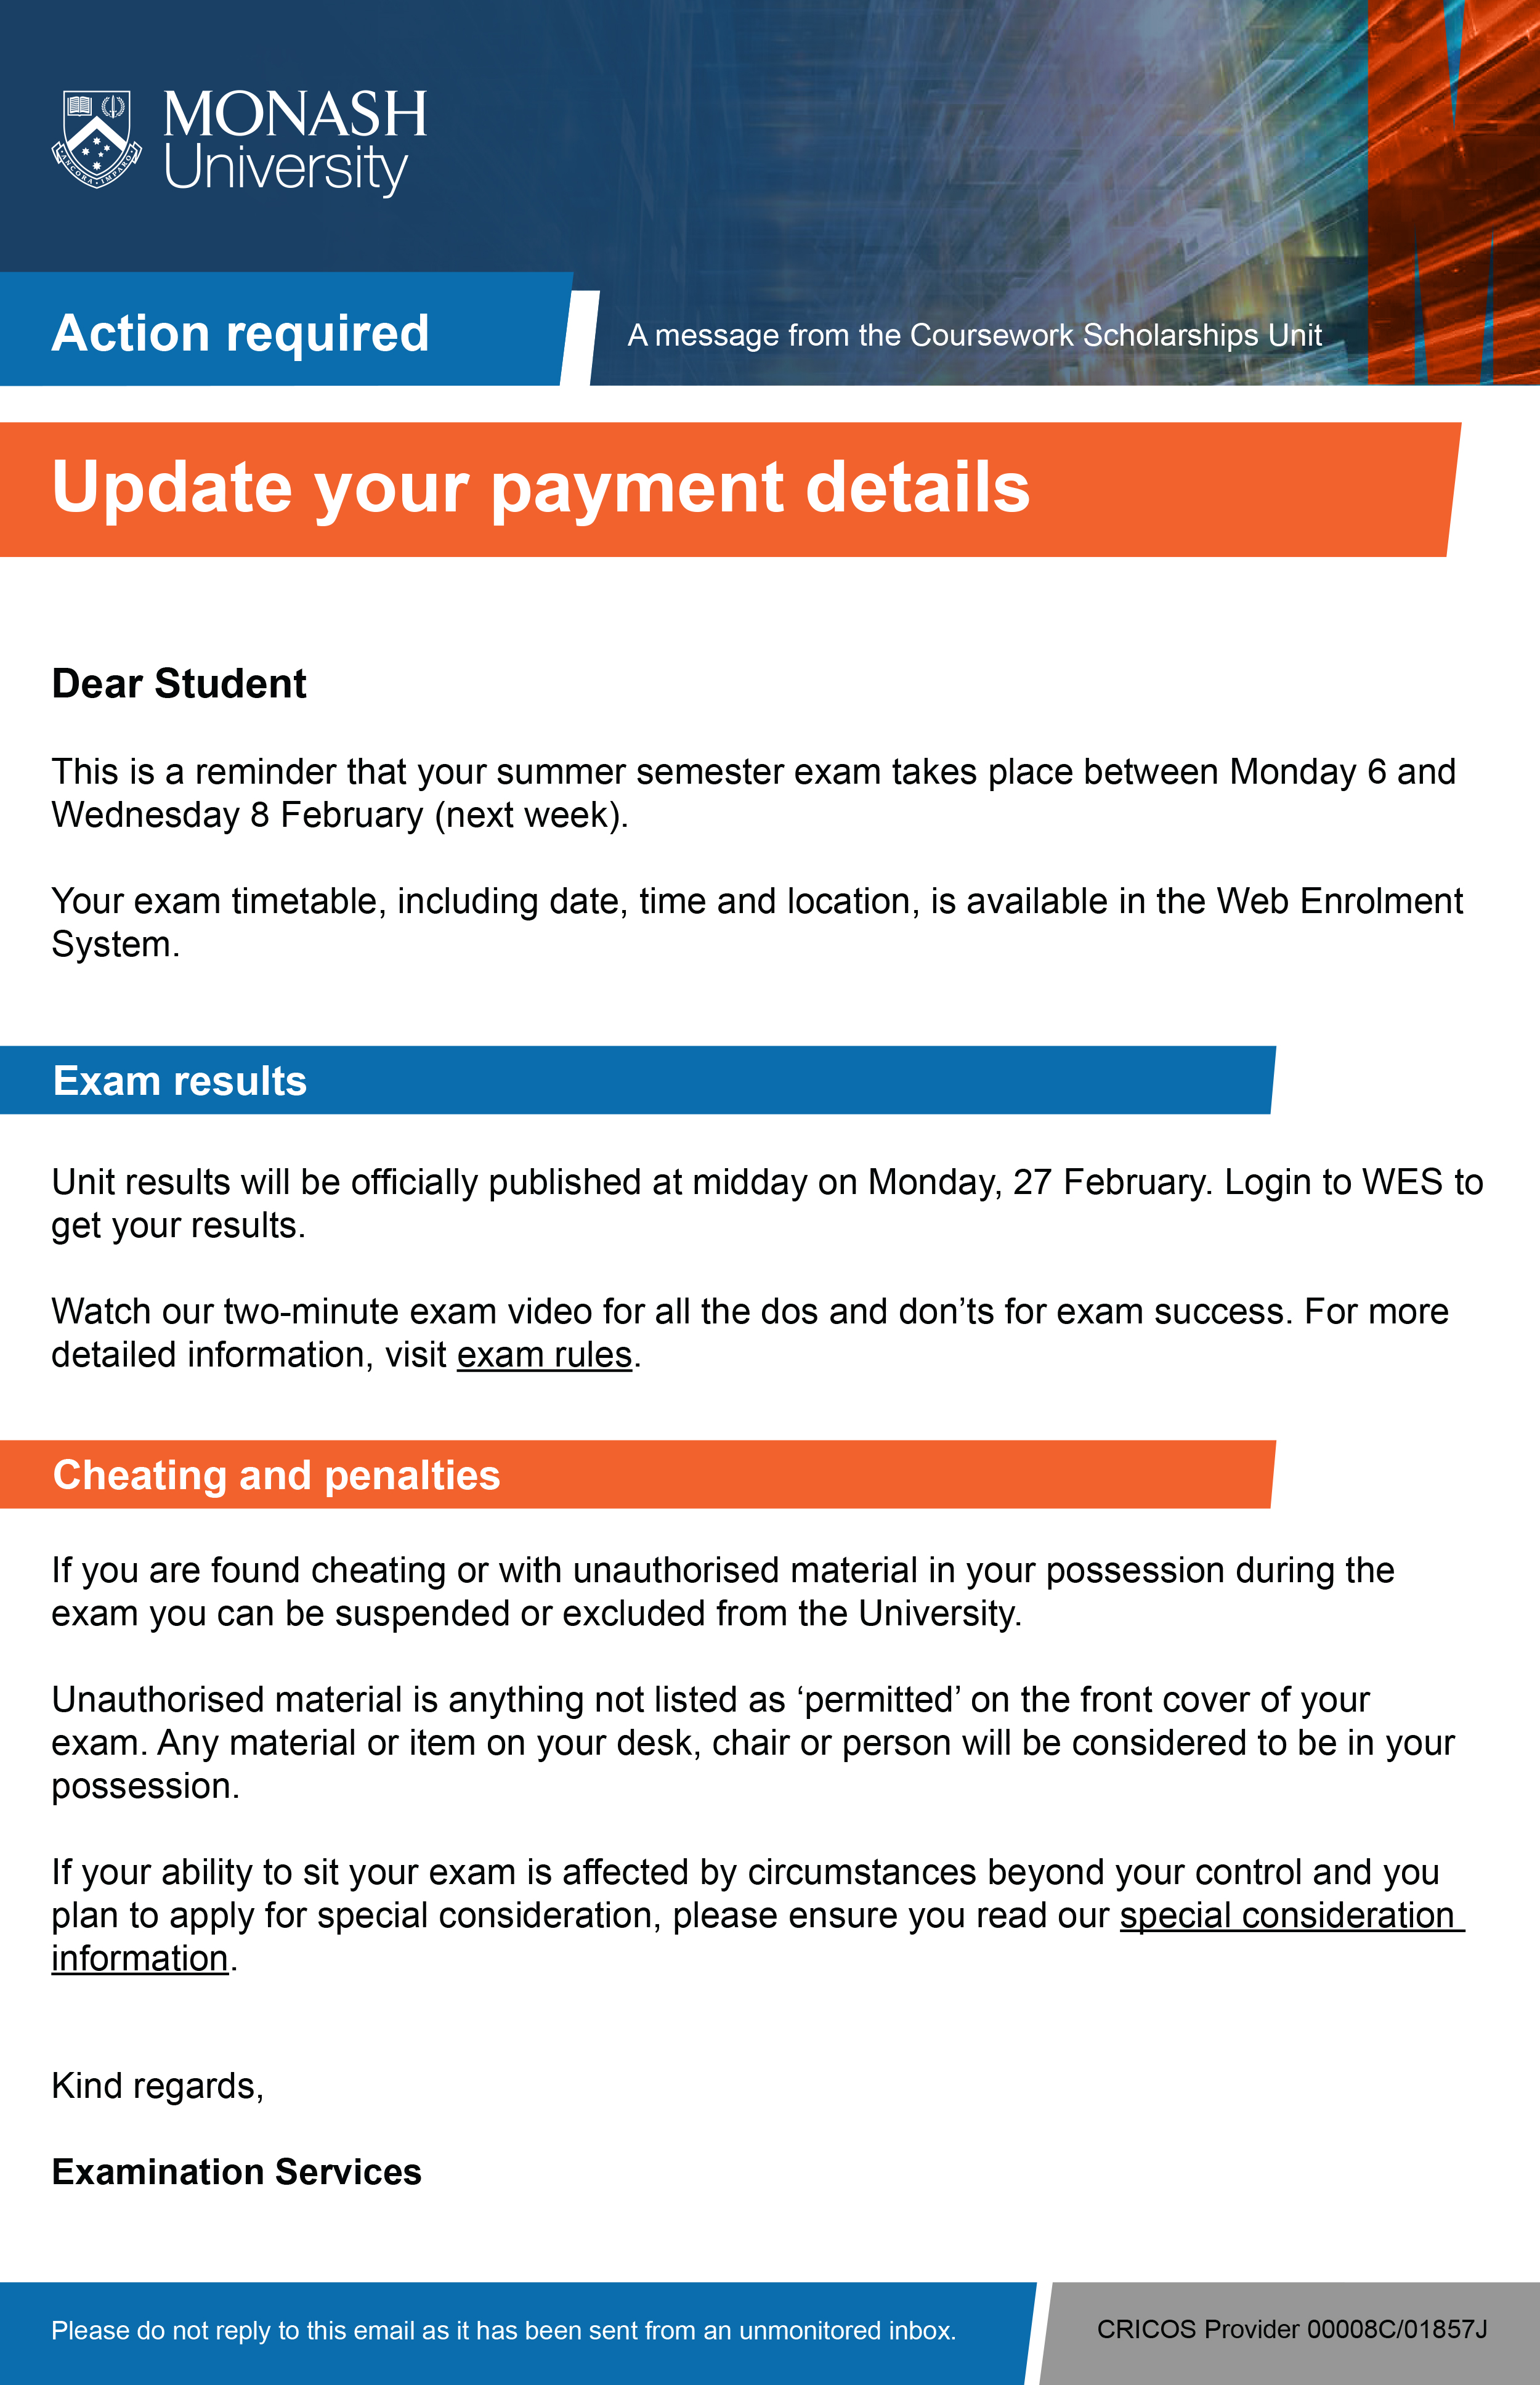 MONASH
University
ANCORA IMPARO
Action required
A message from the Coursework Scholarships Unit
Update your payment details
Dear Student
This is a reminder that your summer semester exam takes place between Monday 6 and
Wednesday 8 February (next week).
Your exam timetable, including date, time and location, is available in the Web Enrolment
System.
Exam results
Unit results will be officially published at midday on Monday, 27 February. Login to WES to
get your results.
Watch our two-minute exam video for all the dos and don’ts for exam success. For more
detailed information, visit exam rules.
Cheating and penalties
If you are found cheating or with unauthorised material in your possession during the
exam you can be suspended or excluded from the University.
Unauthorised material is anything not listed as ‘permitted’ on the front cover of your
exam. Any material or item on your desk, chair or person will be considered to be in your
possession.
If your ability to sit your exam is affected by circumstances beyond your control and you
plan to apply for special consideration, please ensure you read our special consideration
information.
Kind regards,
Examination Services
Please do not reply to this email as it has been sent from an unmonitored inbox.
CRICOS Provider 00008C/01857J